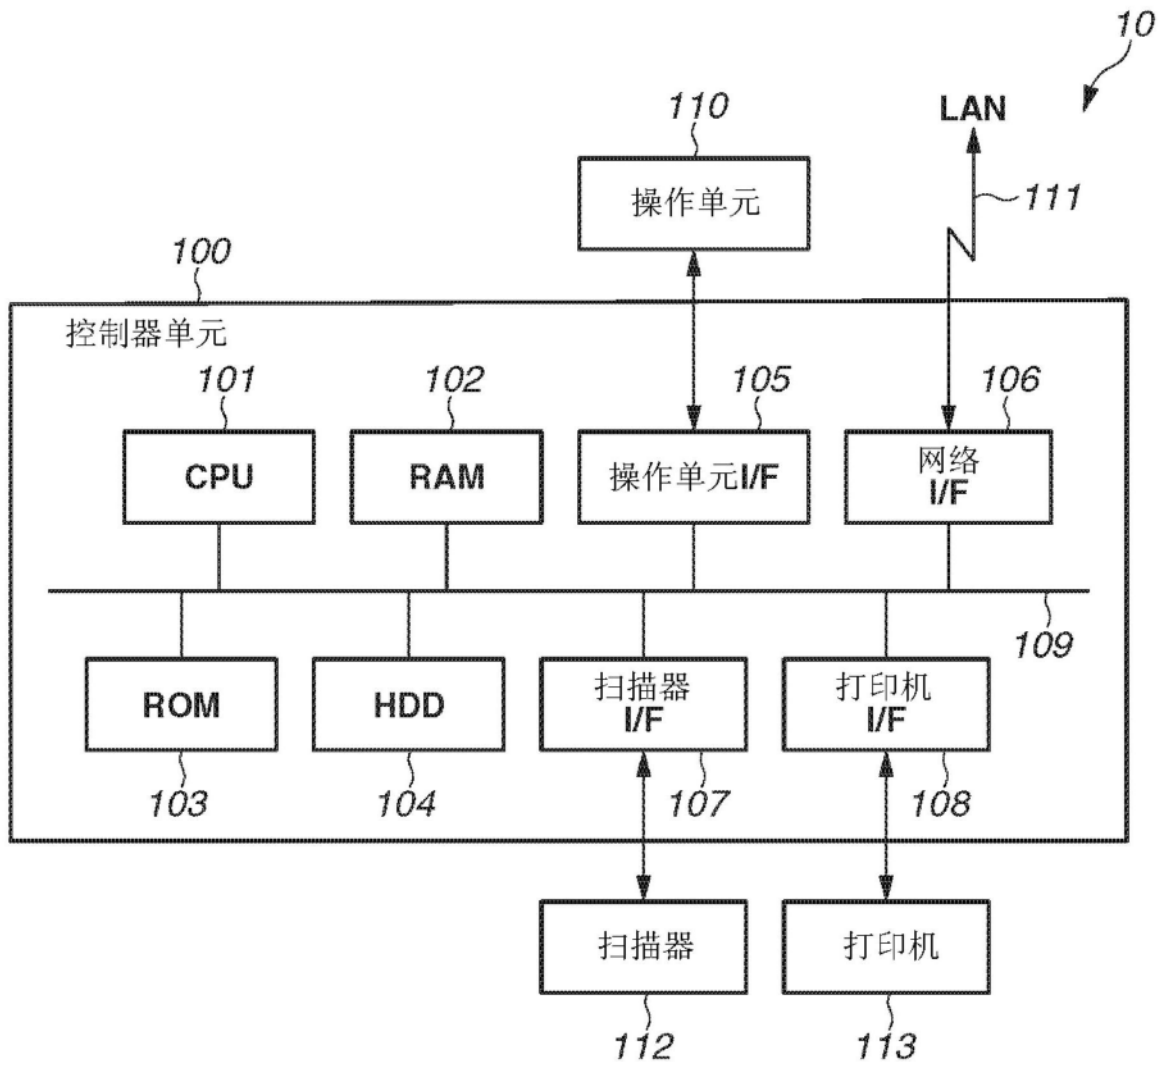 10
LAN
110
操作单元
111
100
控制器单元
101
102
105
106
CPU
RAM
操作单元I/F
网络
I/F
109
ROM
HDD
扫描器
I/F
打印机
I/F
103
104
107
108
扫描器
打印机
112
113